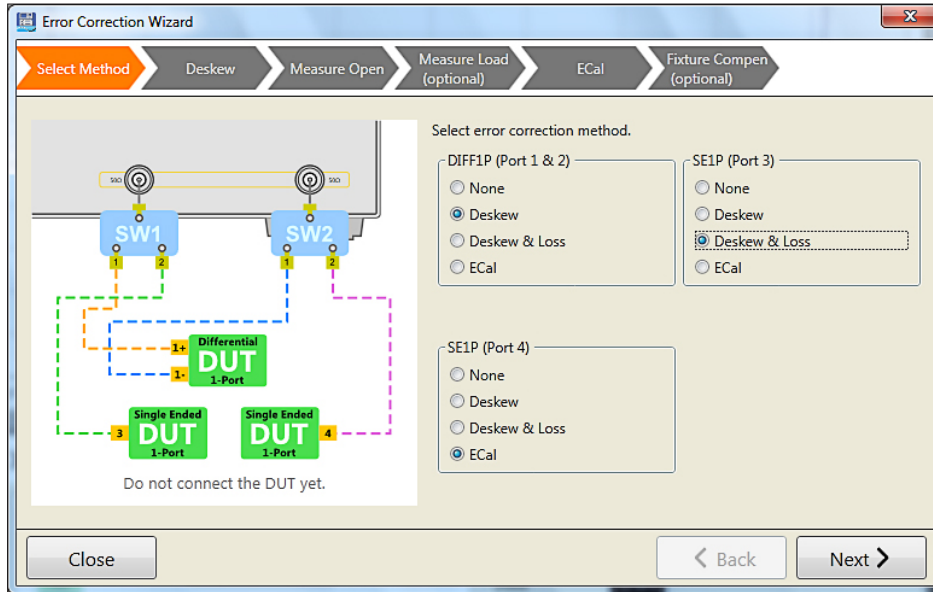 Error Correction Wizard
Select Method
Deskew
Measure Open
Measure Load
(optional)
ECal
Fixture Compen
(optional)
Select error correction method.
DIFF1P (Port 1 & 2)
None
Deskew
Deskew & Loss
ECal
SE1P (Port 3)
None
Deskew
Deskew & Loss
ECal
SE1P (Port 4)
None
Deskew
Deskew & Loss
ECal
50Ω
50Ω
SW1
SW2
1
2
1
2
1+
1-
Differential
DUT
1-Port
3
Single Ended
DUT
1-Port
Single Ended
DUT
1-Port
4
Do not connect the DUT yet.
Close
Back
Next